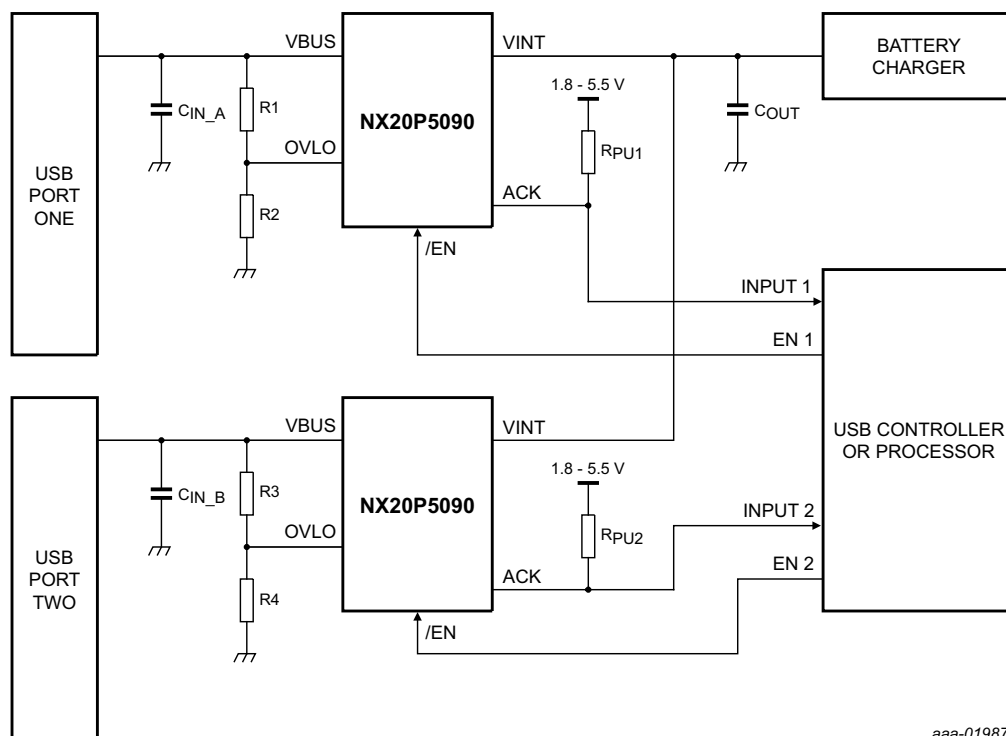 USB
PORT
ONE
VBUS
CIN_A
R1
OVLO
R2
NX20P5090
/EN
VINT
1.8 - 5.5 V
RPU1
ACK
COUT
BATTERY
CHARGER
INPUT 1
EN 1
USB CONTROLLER
OR PROCESSOR
INPUT 2
EN 2
USB
PORT
TWO
VBUS
CIN_B
R3
OVLO
R4
NX20P5090
/EN
VINT
1.8 - 5.5 V
RPU2
ACK
aaa-01987